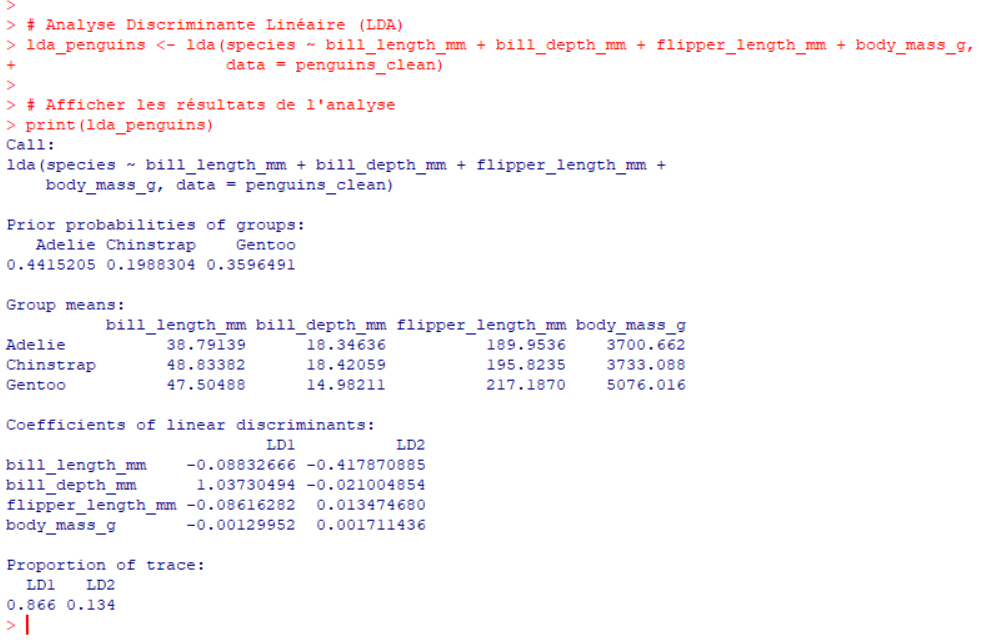 >
> # Analyse Discriminante Linéaire (LDA)
> lda_penguins <- lda(species ~ bill_length_mm + bill_depth_mm + flipper_length_mm + body_mass_g,
+                     data = penguins_clean)
>
> # Afficher les résultats de l'analyse
> print(lda_penguins)
Call:
lda(species ~ bill_length_mm + bill_depth_mm + flipper_length_mm +
    body_mass_g, data = penguins_clean)

Prior probabilities of groups:
   Adelie Chinstrap    Gentoo
0.4415205 0.1988304 0.3596491

Group means:
          bill_length_mm bill_depth_mm flipper_length_mm body_mass_g
Adelie          38.79139      18.34636          189.9536    3700.662
Chinstrap       48.83382      18.42059          195.8235    3733.088
Gentoo          47.50488      14.98211          217.1870    5076.016

Coefficients of linear discriminants:
                          LD1          LD2
bill_length_mm    -0.08832666 -0.417870885
bill_depth_mm      1.03730494 -0.021004854
flipper_length_mm -0.08616282  0.013474680
body_mass_g       -0.00129952  0.001711436

Proportion of trace:
  LD1   LD2
0.866 0.134
>